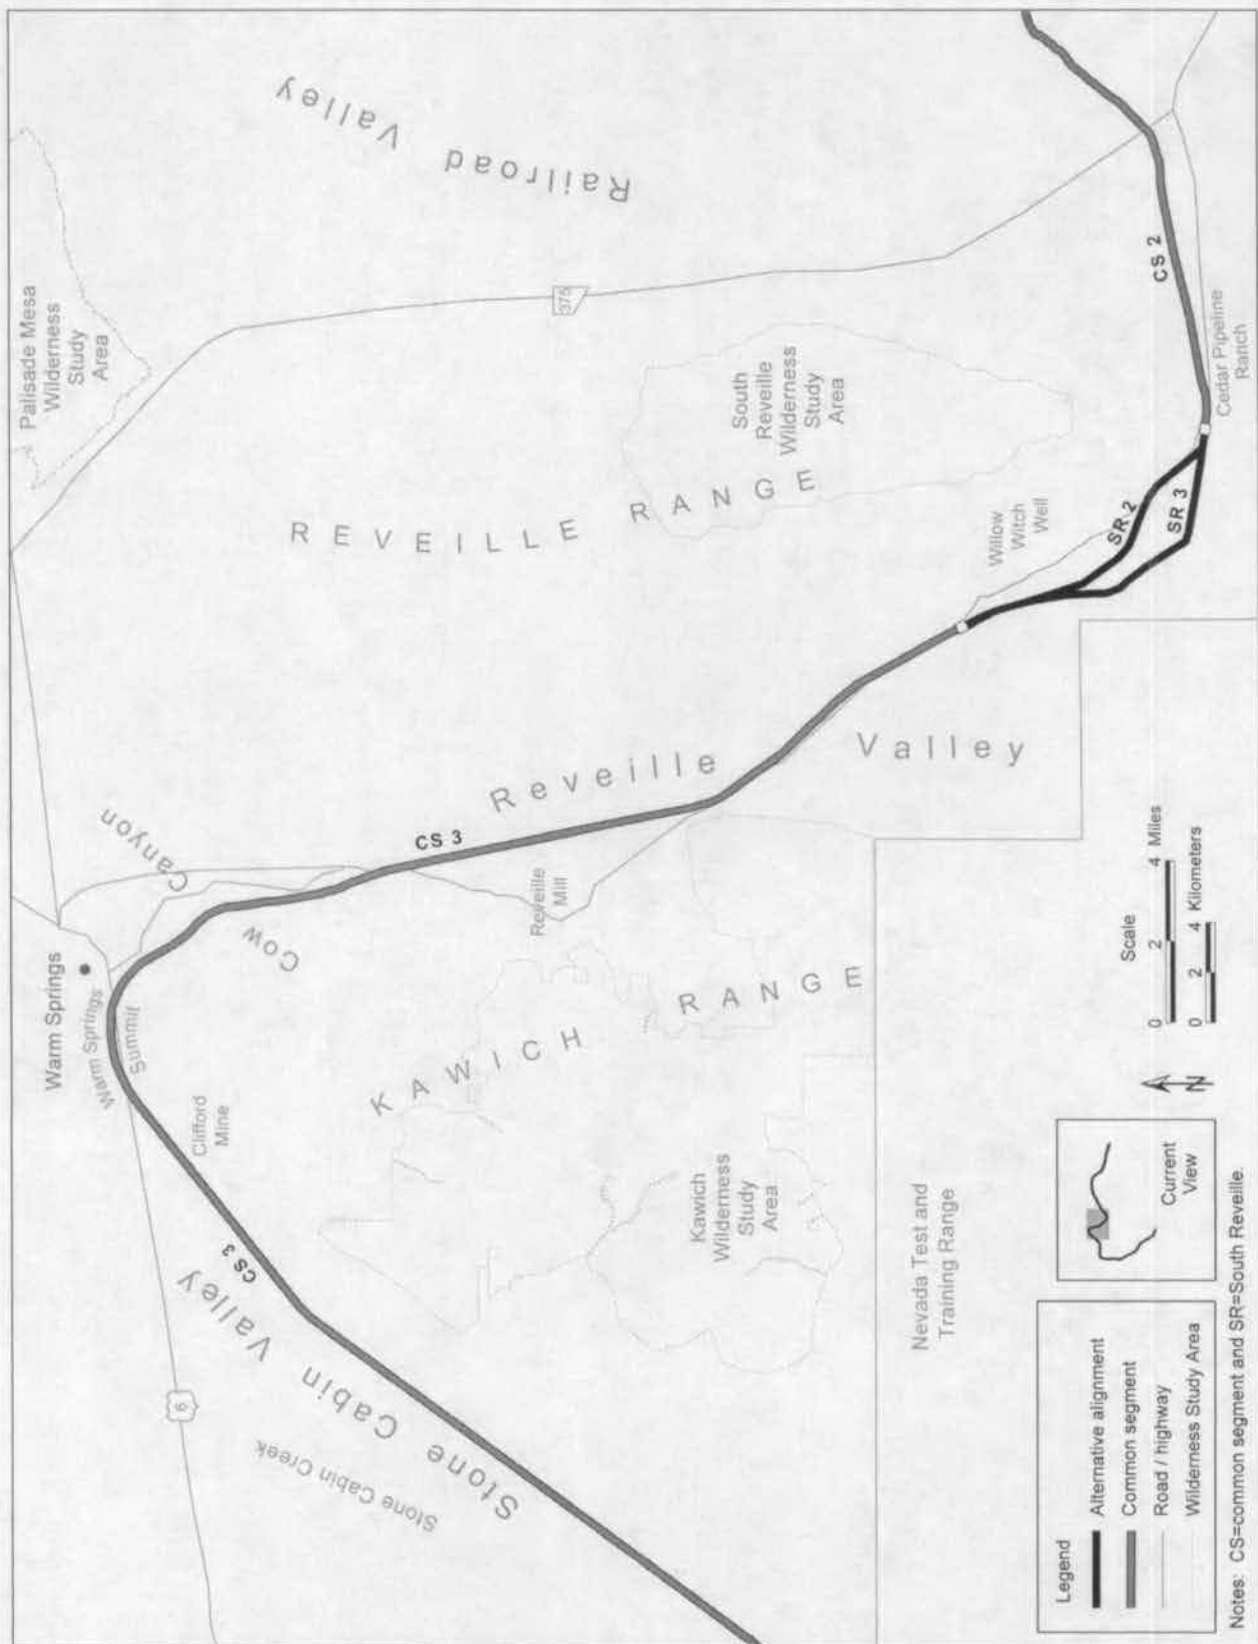 Palisade Mesa
Wilderness
Study
Area
Railroad Valley
Warm Springs
Warm Springs
Summit
Cow Canyon
375
Clifford
Mine
REVEILLE RANGE
6
Stone Cabin Valley
CS 3
Stone Cabin Creek
CS 3
Reveille Valley
South
Reveille
Wilderness
Study
Area
Reveille
Mill
KAWICH RANGE
Kawich
Wilderness
Study
Area
Willow
Witch
Well
SR 2
SR 3
CS 2
Cedar Pipeline
Ranch
Nevada Test and
Training Range
Legend
Alternative alignment
Common segment
Road / highway
Wilderness Study Area
Current
View
N
Scale
0 2 4 Miles
0 2 4 Kilometers
Notes: CS=common segment and SR=South Reveille.